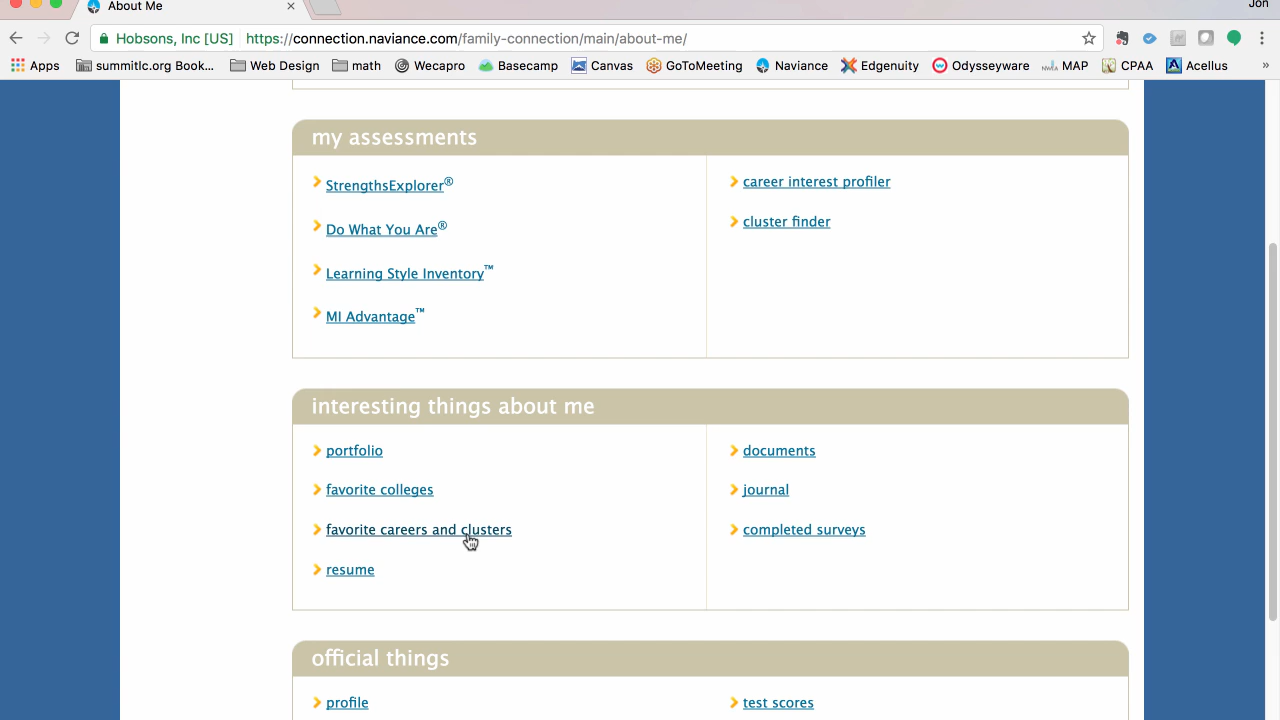 About Me
Jon
Hobsons, Inc [US] https://connection.naviance.com/family-connection/main/about-me/
Apps summitlc.org Book... Web Design math Wecapro Basecamp Canvas GoToMeeting Naviance Edgenuity Odysseyware MAP CPAA Acellus »
my assessments
StrengthsExplorer®
Do What You Are®
Learning Style Inventory™
MI Advantage™
career interest profiler
cluster finder
interesting things about me
portfolio
favorite colleges
favorite careers and clusters
resume
documents
journal
completed surveys
official things
profile
test scores